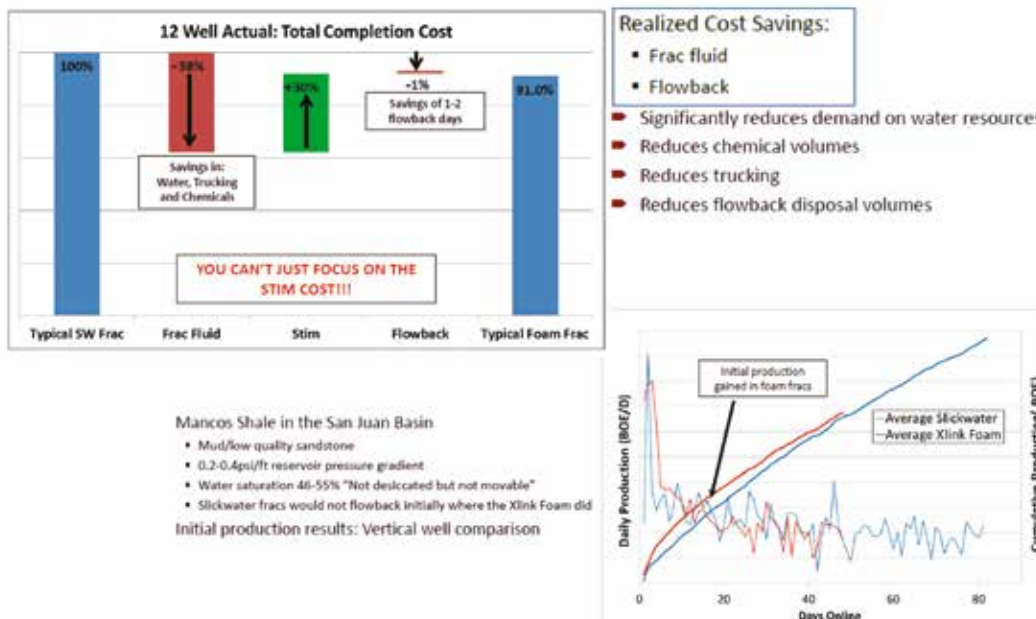 12 Well Actual: Total Completion Cost
100%
-38%
+30%
-1%
91.0%
Savings of 1-2
flowback days
Savings in:
Water, Trucking
and Chemicals
YOU CAN'T JUST FOCUS ON THE
STIM COST!!!
Typical SW Frac
Frac Fluid
Stim
Flowback
Typical Foam Frac
Realized Cost Savings:
Frac fluid
Flowback
Significantly reduces demand on water resources
Reduces chemical volumes
Reduces trucking
Reduces flowback disposal volumes
Mancos Shale in the San Juan Basin
Mud/low quality sandstone
0.2-0.4psi/ft reservoir pressure gradient
Water saturation 46-55% "Not desiccated but not movable"
Slickwater fracs would not flowback initially where the Xlink Foam did
Initial production results: Vertical well comparison
Initial production
gained in foam fracs
Average Slickwater
Average Xlink Foam
Daily Production (BOE/D)
0
20
40
60
80
Days Online